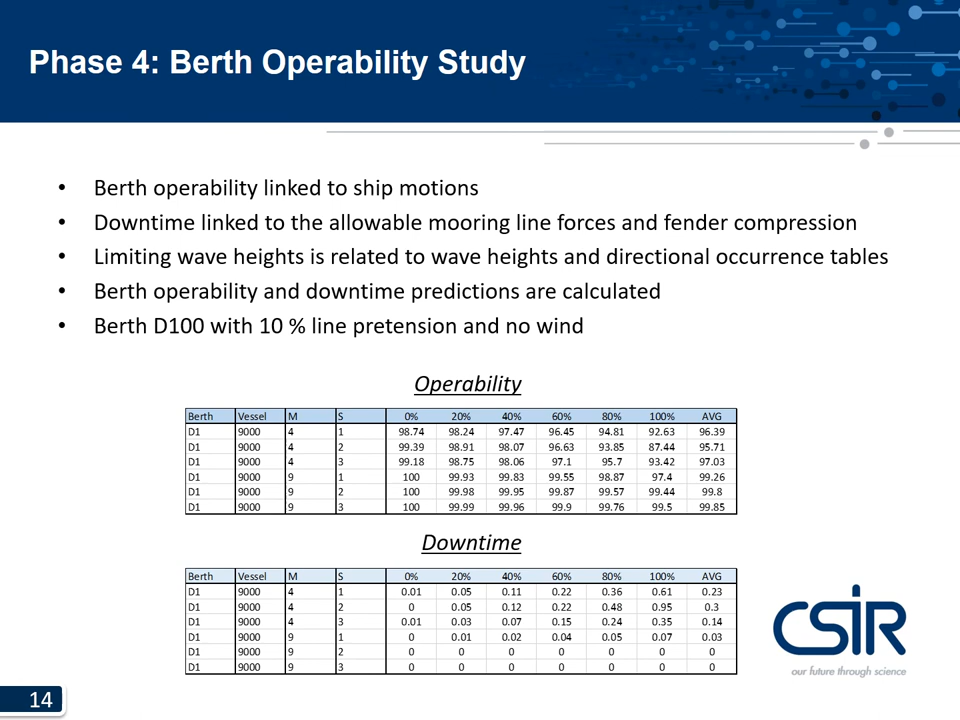 Phase 4: Berth Operability Study
• Berth operability linked to ship motions
• Downtime linked to the allowable mooring line forces and fender compression
• Limiting wave heights is related to wave heights and directional occurrence tables
• Berth operability and downtime predictions are calculated
• Berth D100 with 10 % line pretension and no wind
Operability
Berth Vessel M S 0% 20% 40% 60% 80% 100% AVG
D1 9000 4 1 98.74 98.24 97.47 96.45 94.81 92.63 96.39
D1 9000 4 2 99.39 98.91 98.07 96.63 93.85 87.44 95.71
D1 9000 4 3 99.18 98.75 98.06 97.1 95.7 93.42 97.03
D1 9000 9 1 100 99.93 99.83 99.55 98.87 97.4 99.26
D1 9000 9 2 100 99.98 99.95 99.87 99.57 99.44 99.8
D1 9000 9 3 100 99.99 99.96 99.9 99.76 99.5 99.85
Downtime
Berth Vessel M S 0% 20% 40% 60% 80% 100% AVG
D1 9000 4 1 0.01 0.05 0.11 0.22 0.36 0.61 0.23
D1 9000 4 2 0 0.05 0.12 0.22 0.48 0.95 0.3
D1 9000 4 3 0.01 0.03 0.07 0.15 0.24 0.35 0.14
D1 9000 9 1 0 0.01 0.02 0.04 0.05 0.07 0.03
D1 9000 9 2 0 0 0 0 0 0 0
D1 9000 9 3 0 0 0 0 0 0 0
CSIR
our future through science
14